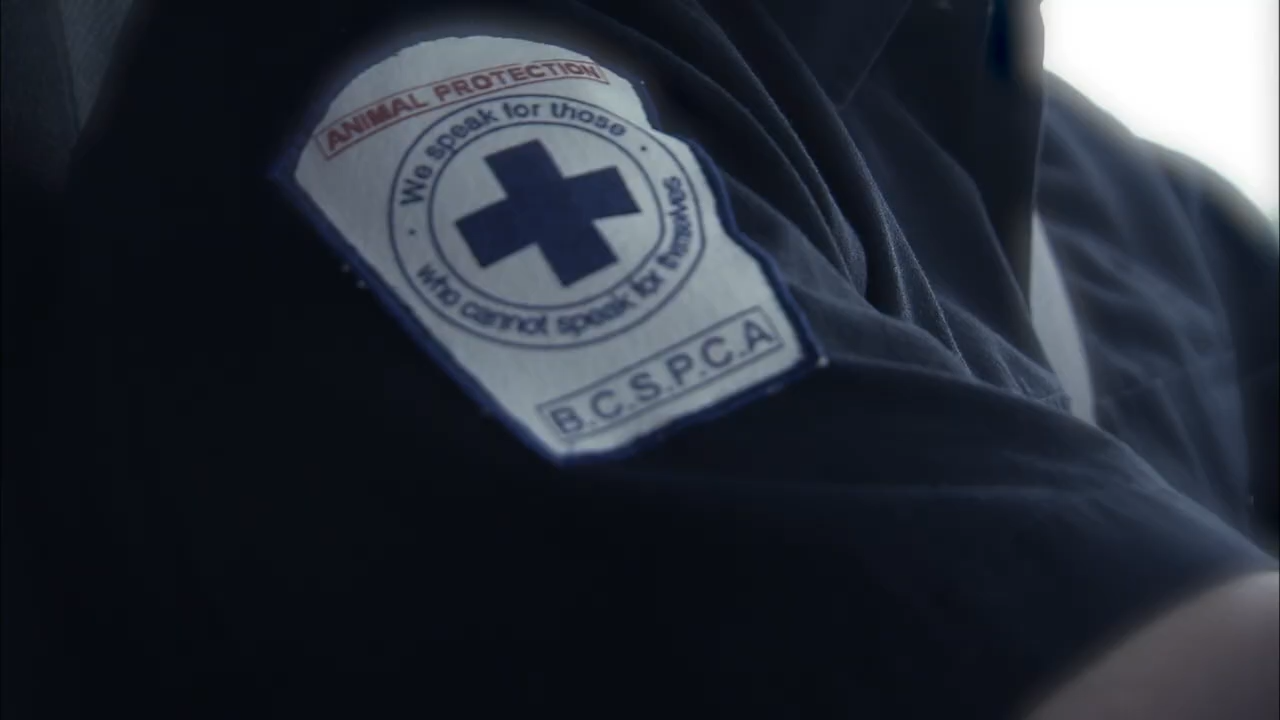 ANIMAL PROTECTION
We speak for those
who cannot speak for themselves
B.C.S.P.C.A